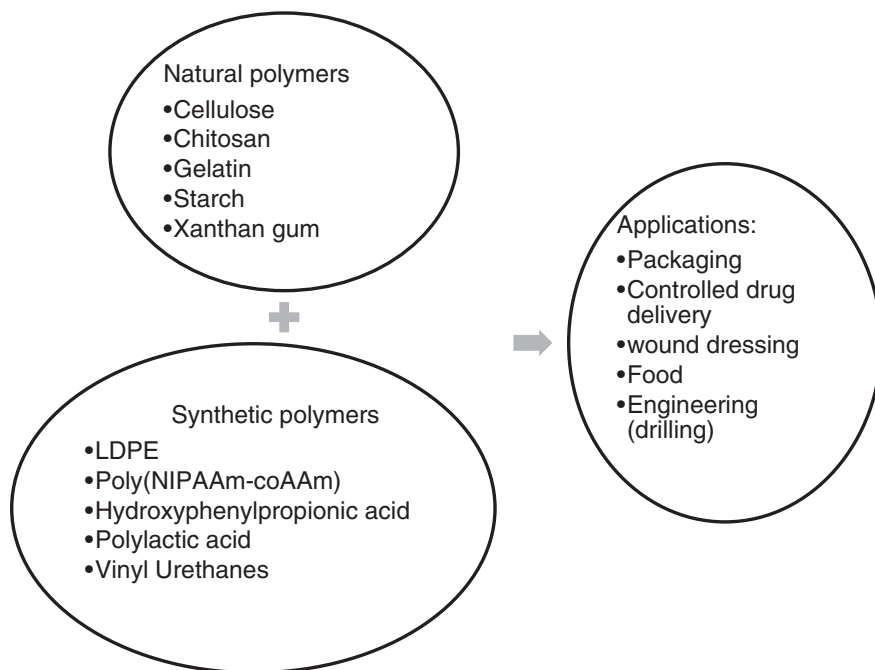 Natural polymers
•Cellulose
•Chitosan
•Gelatin
•Starch
•Xanthan gum
Synthetic polymers
•LDPE
•Poly(NIPAAm-coAAm)
•Hydroxyphenylpropionic acid
•Polylactic acid
•Vinyl Urethanes
Applications:
•Packaging
•Controlled drug
delivery
•wound dressing
•Food
•Engineering
(drilling)